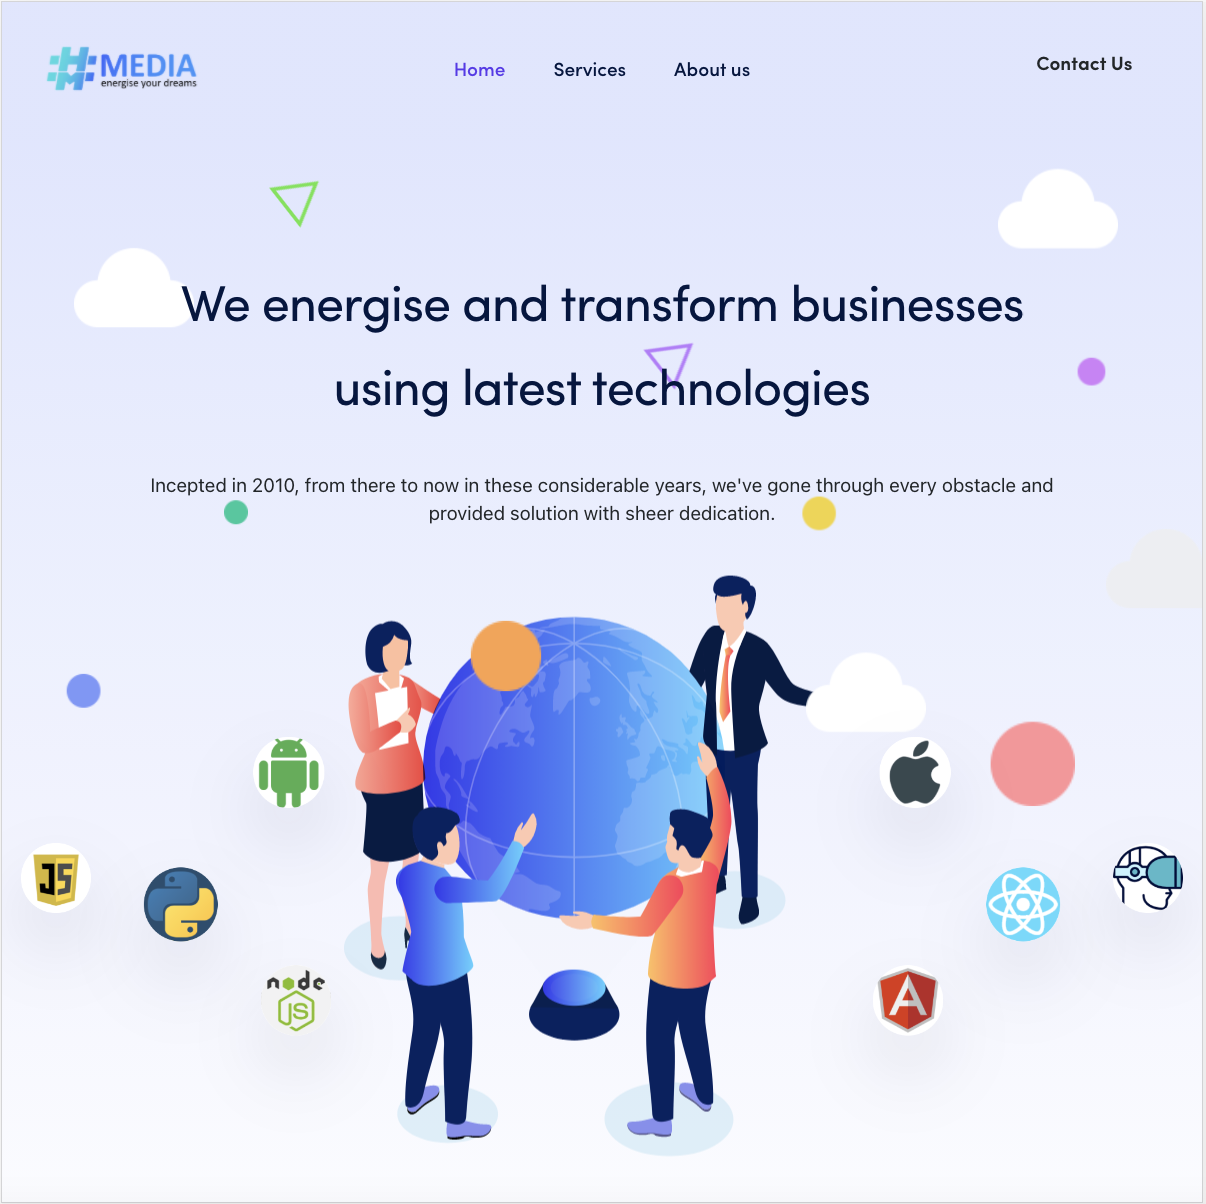 #MEDIA
energise your dreams
Home
Services
About us
Contact Us
We energise and transform businesses
using latest technologies
Incepted in 2010, from there to now in these considerable years, we've gone through every obstacle and
provided solution with sheer dedication.
JS
node
JS
A